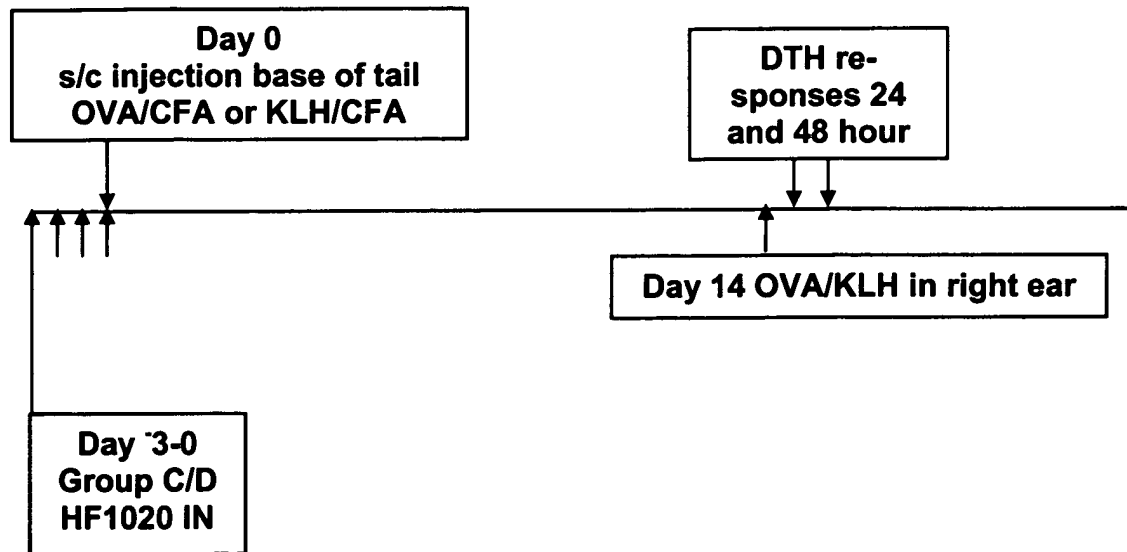 Day 0
s/c injection base of tail
OVA/CFA or KLH/CFA
DTH re-
sponses 24
and 48 hour
Day 14 OVA/KLH in right ear
Day -3-0
Group C/D
HF1020 IN